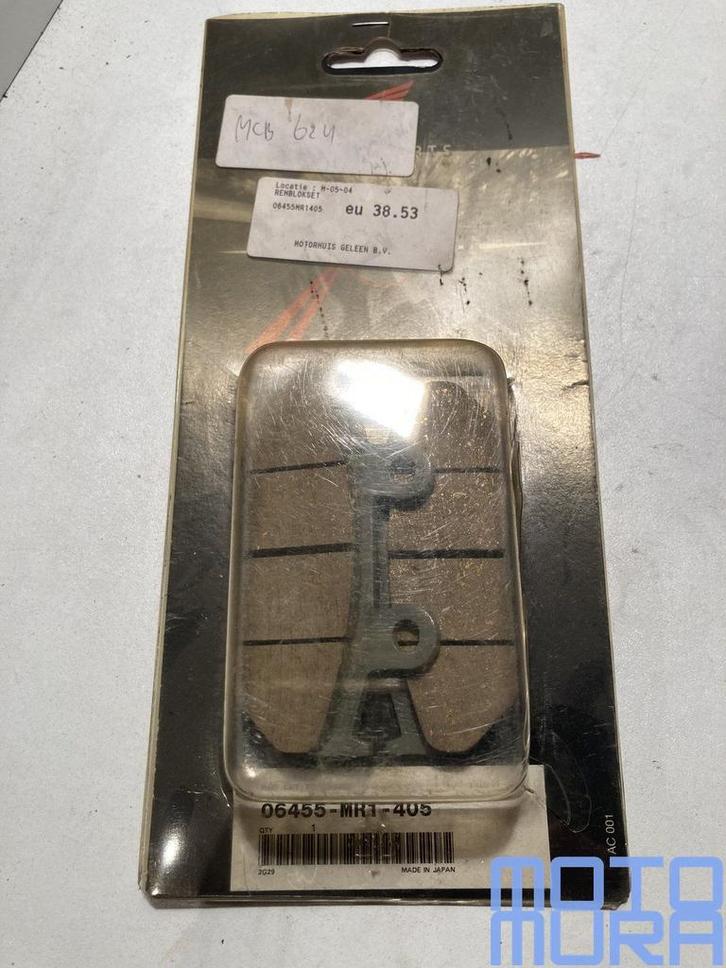 MCB 624
RTS
Locatie : M-05-04
REMBLOKSET
06455MR1405 eu 38.53
MOTORHUIS GELEEN B.V.
06455-MR1-405
QTY 1
2G29 MADE IN JAPAN
AC 001
MOTO
MORA